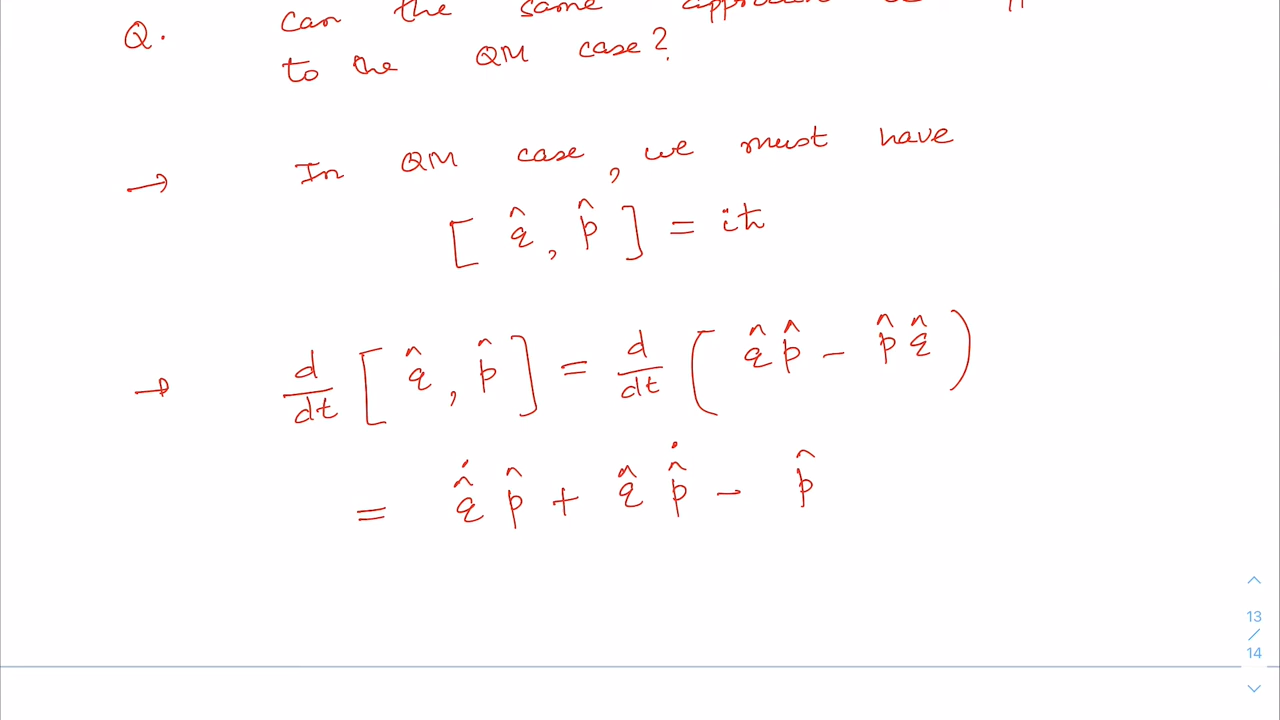 Q. can the same
to the QM case?
→ In QM case, we must have
[ q̂, p̂ ] = iħ
→ d/dt [ q̂, p̂ ] = d/dt ( q̂ p̂ - p̂ q̂ )
= q̂̇ p̂ + q̂ p̂̇ - p̂
13
/
14